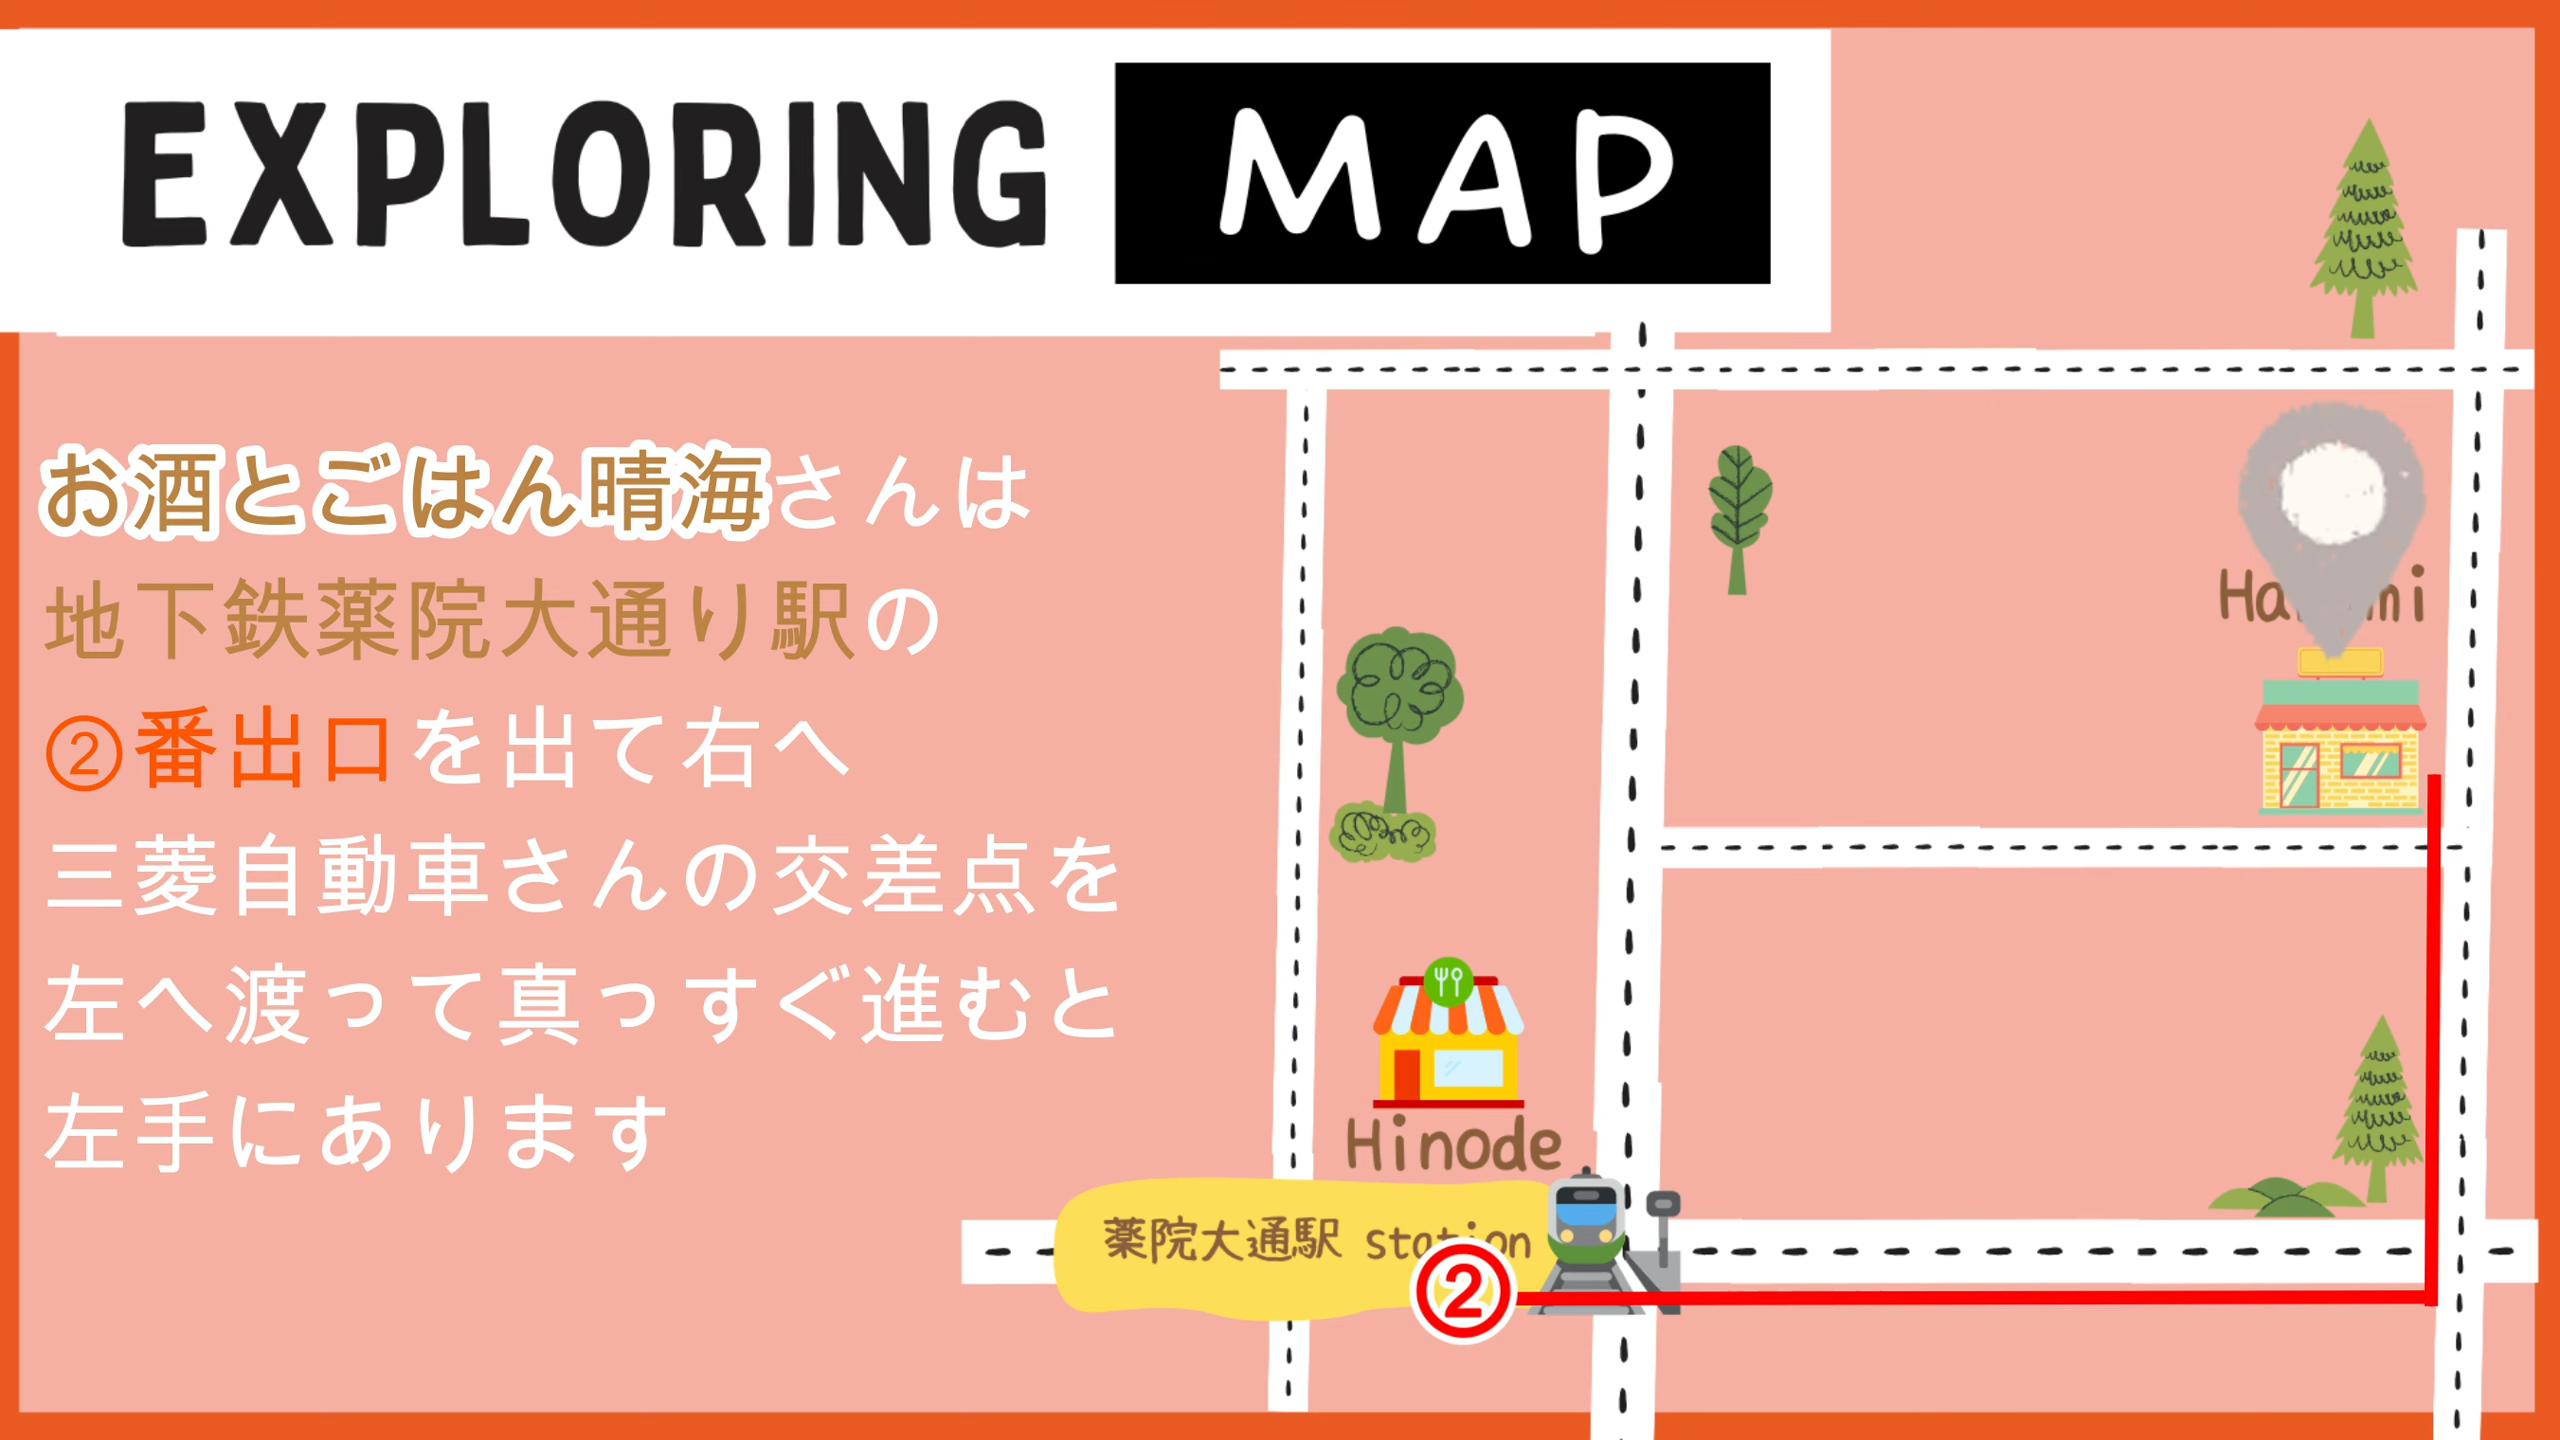 EXPLORING MAP
お酒とごはん晴海さんは
地下鉄薬院大通り駅の
②番出口を出て右へ
三菱自動車さんの交差点を
左へ渡って真っすぐ進むと
左手にあります
Hinode
薬院大通駅 station
②